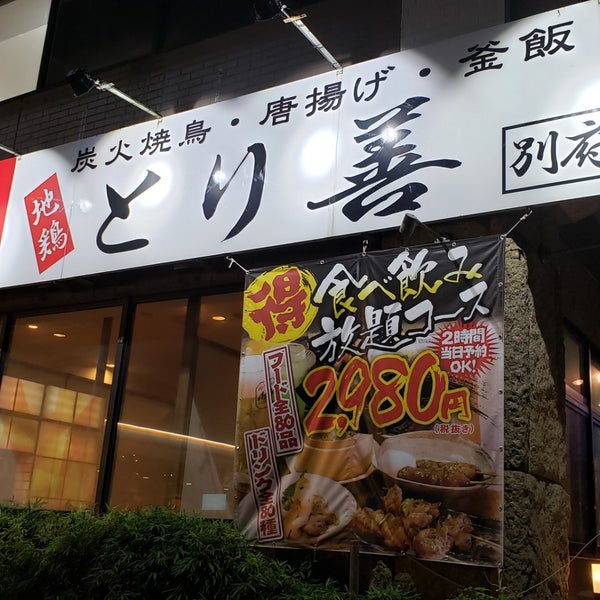 炭火焼鳥・唐揚げ・釜飯
地鶏
とり善
別府
得
食べ飲み
放題コース
2時間
当日予約
OK!
2,980円
(税抜き)
フード全80品
ドリンク全80種